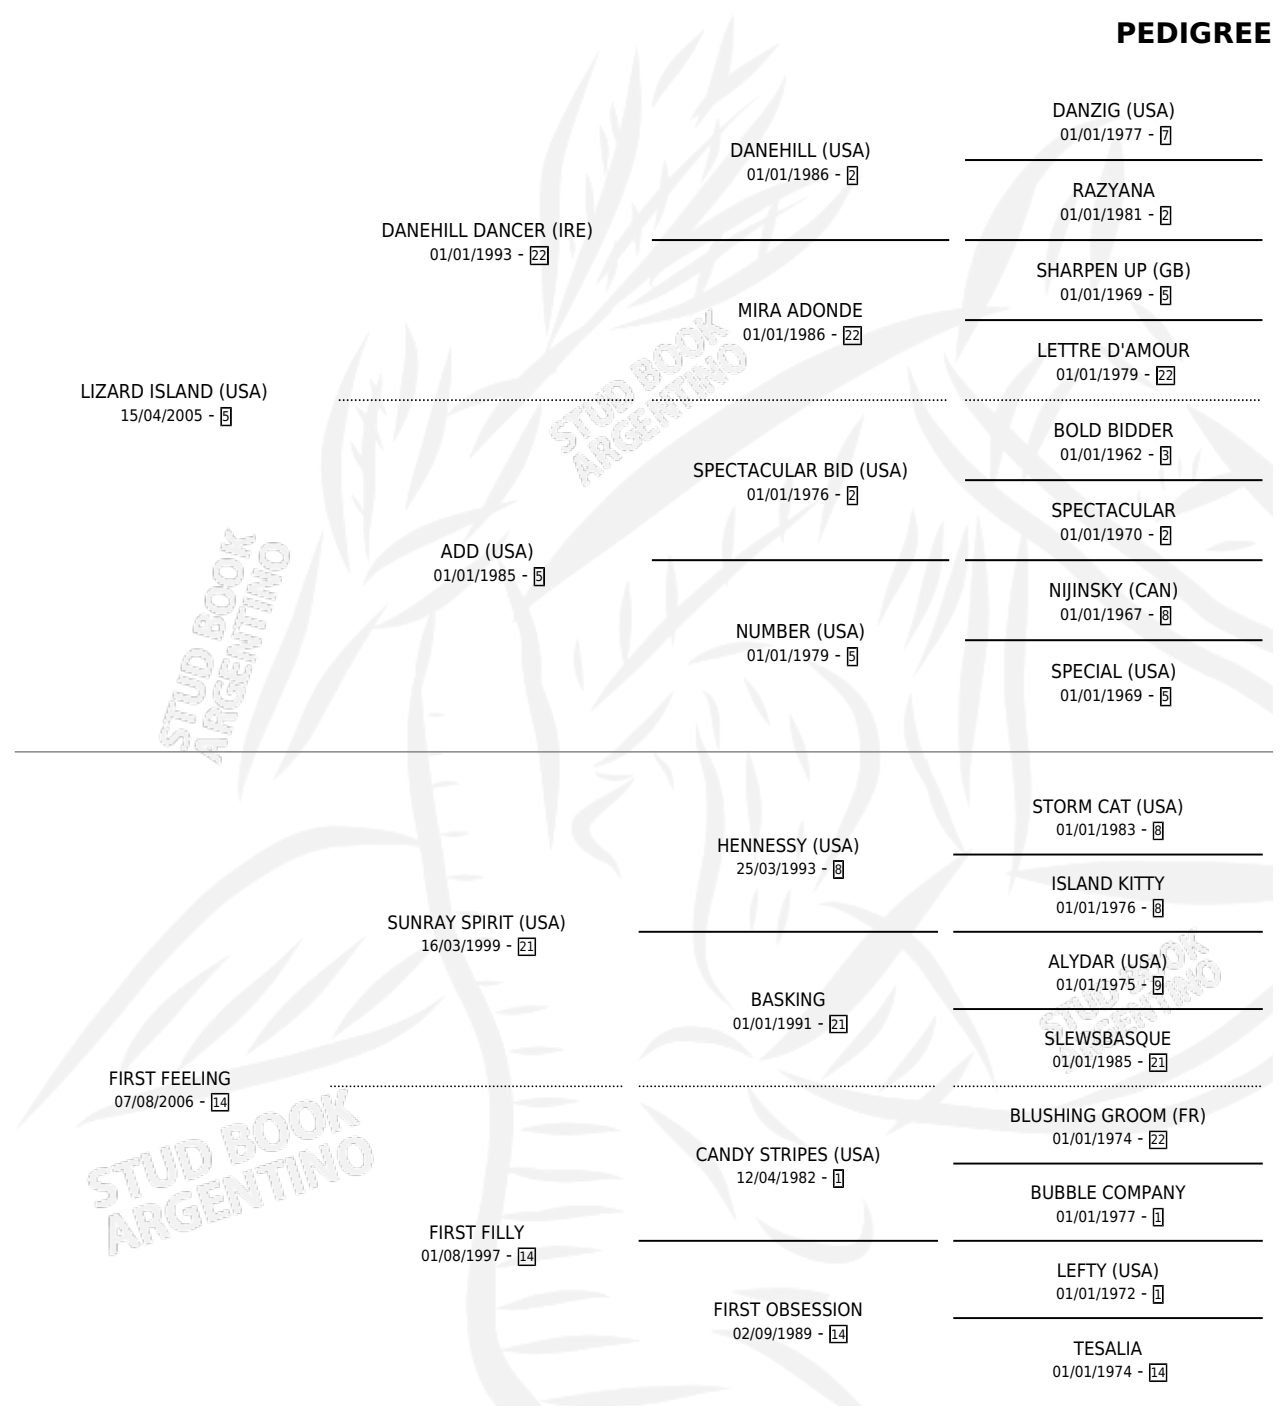 PEDIGREE
DANZIG (USA)
01/01/1977 - 7
DANEHILL (USA)
01/01/1986 - 2
RAZYANA
01/01/1981 - 2
DANEHILL DANCER (IRE)
01/01/1993 - 22
SHARPEN UP (GB)
01/01/1969 - 5
MIRA ADONDE
01/01/1986 - 22
LETTRE D'AMOUR
01/01/1979 - 22
LIZARD ISLAND (USA)
15/04/2005 - 5
STUD BOOK
ARGENTINO
BOLD BIDDER
01/01/1962 - 3
SPECTACULAR BID (USA)
01/01/1976 - 2
SPECTACULAR
01/01/1970 - 2
ADD (USA)
01/01/1985 - 5
NIJINSKY (CAN)
01/01/1967 - 8
NUMBER (USA)
01/01/1979 - 5
SPECIAL (USA)
01/01/1969 - 5
STUD BOOK
ARGENTINO
STORM CAT (USA)
01/01/1983 - 8
HENNESSY (USA)
25/03/1993 - 8
ISLAND KITTY
01/01/1976 - 8
SUNRAY SPIRIT (USA)
16/03/1999 - 21
ALYDAR (USA)
01/01/1975 - 9
STUD BOOK
ARGENTINO
BASKING
01/01/1991 - 21
SLEWSBASQUE
01/01/1985 - 21
FIRST FEELING
07/08/2006 - 14
STUD BOOK
ARGENTINO
BLUSHING GROOM (FR)
01/01/1974 - 22
CANDY STRIPES (USA)
12/04/1982 - 1
BUBBLE COMPANY
01/01/1977 - 1
FIRST FILLY
01/08/1997 - 14
LEFTY (USA)
01/01/1972 - 1
FIRST OBSESSION
02/09/1989 - 14
TESALIA
01/01/1974 - 14